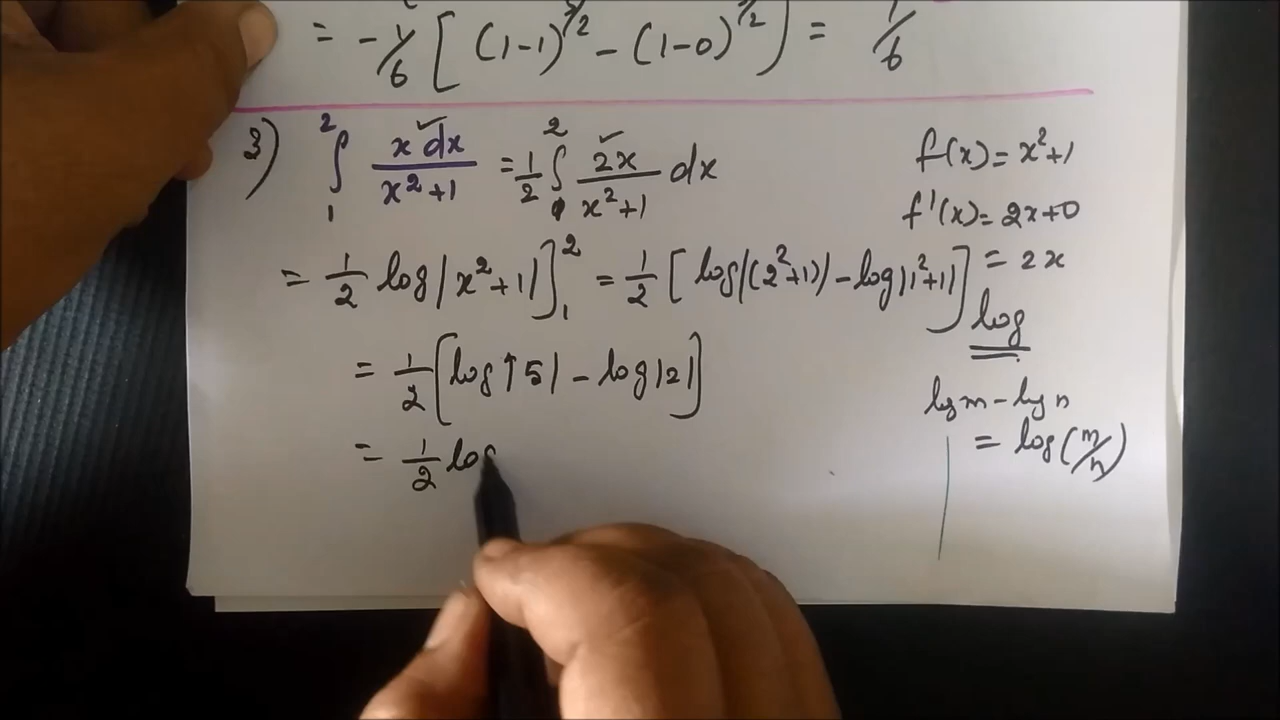 = -1/6 [ (1-1)^3/2 - (1-0)^3/2 ] = 1/6
3) ∫₁² x dx / x²+1 = 1/2 ∫₁² 2x / x²+1 dx
f(x) = x²+1
f'(x) = 2x+0
= 2x
= 1/2 log|x²+1|]₁² = 1/2 [log|(2²+1)| - log|1²+1|]
log
= 1/2 [log|5| - log|2|]
log m - log n
= log(m/n)
= 1/2 log